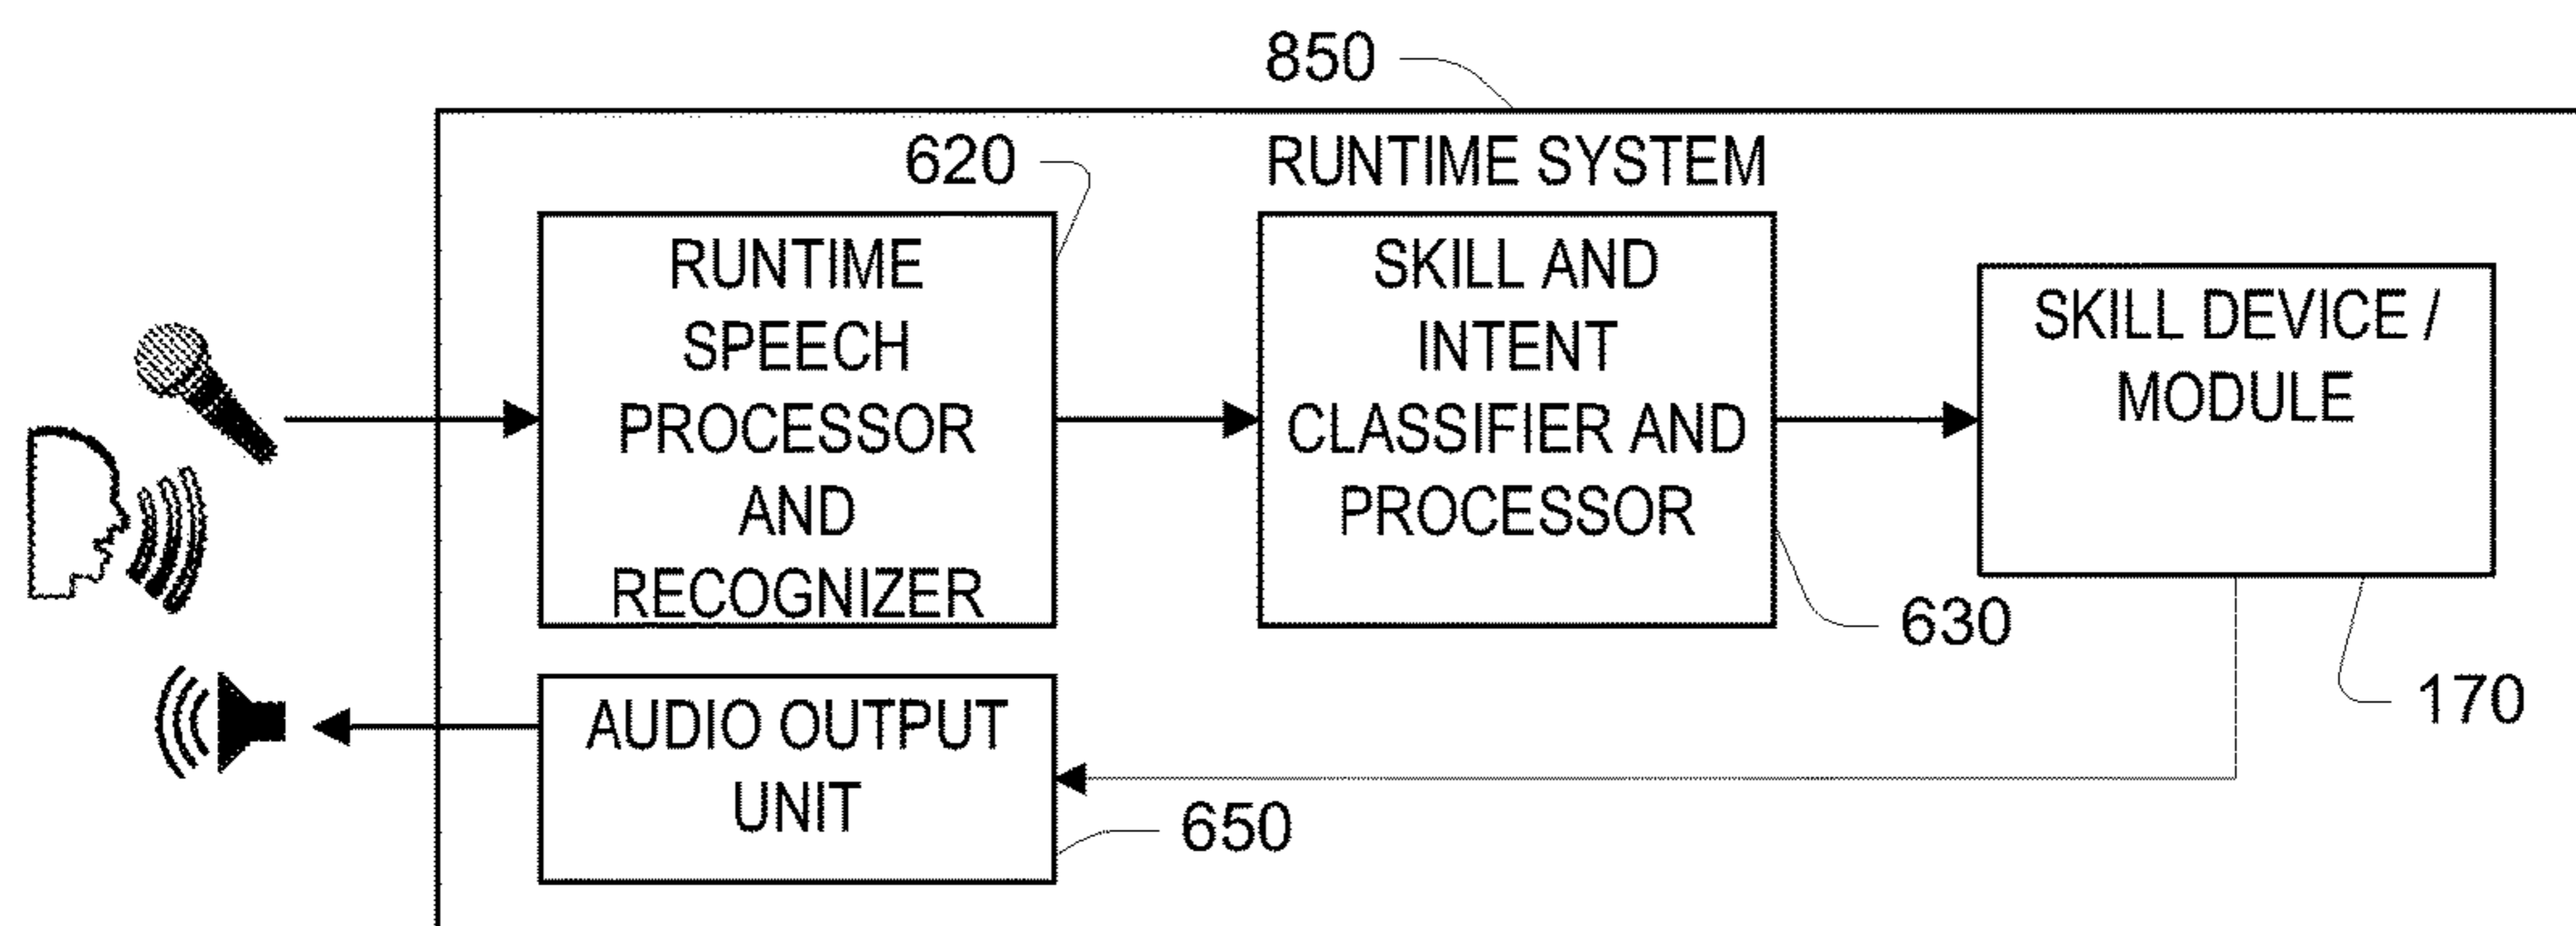 850
RUNTIME SYSTEM
620
RUNTIME
SPEECH
PROCESSOR
AND
RECOGNIZER
SKILL AND
INTENT
CLASSIFIER AND
PROCESSOR
630
SKILL DEVICE /
MODULE
170
AUDIO OUTPUT
UNIT
650